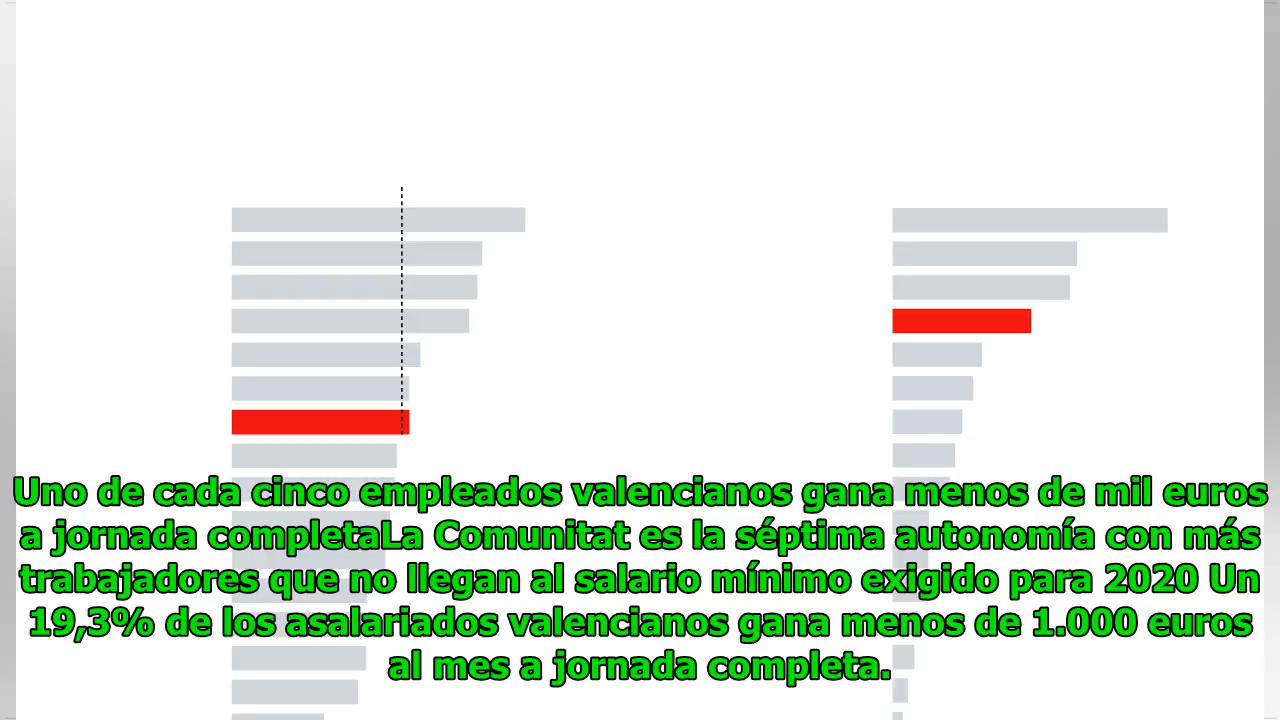 Uno de cada cinco empleados valencianos gana menos de mil euros
a jornada completaLa Comunitat es la séptima autonomía con más
trabajadores que no llegan al salario mínimo exigido para 2020 Un
19,3% de los asalariados valencianos gana menos de 1.000 euros
al mes a jornada completa.